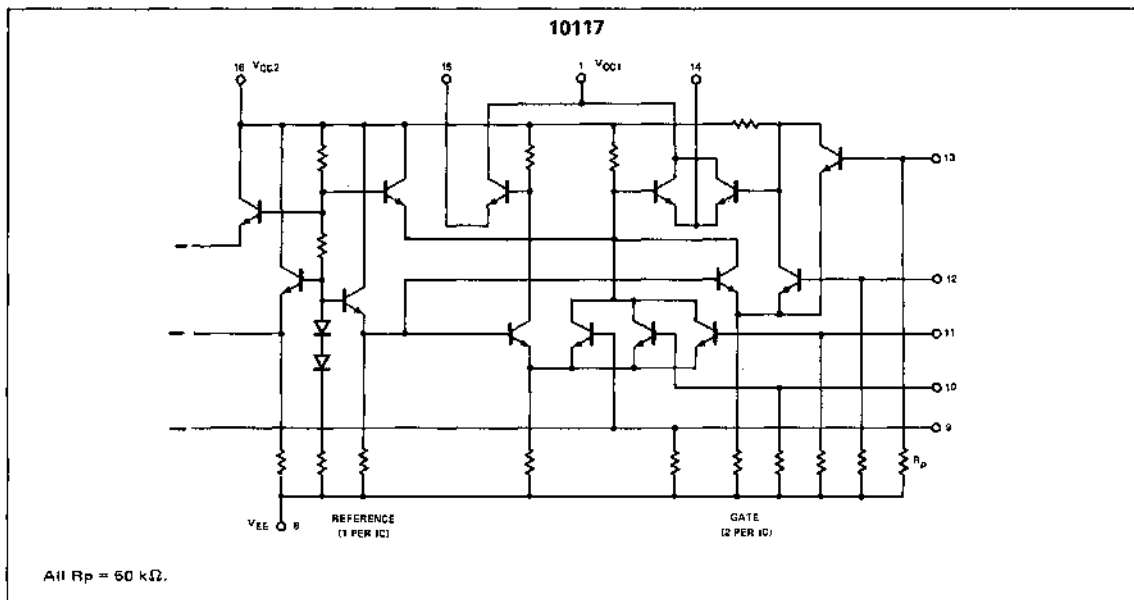 10117
16 VCC2
15
1 VCC1
14
13
12
11
10
9
Rp
VEE 8
REFERENCE
(1 PER IC)
GATE
(2 PER IC)
All Rp = 50 kΩ.